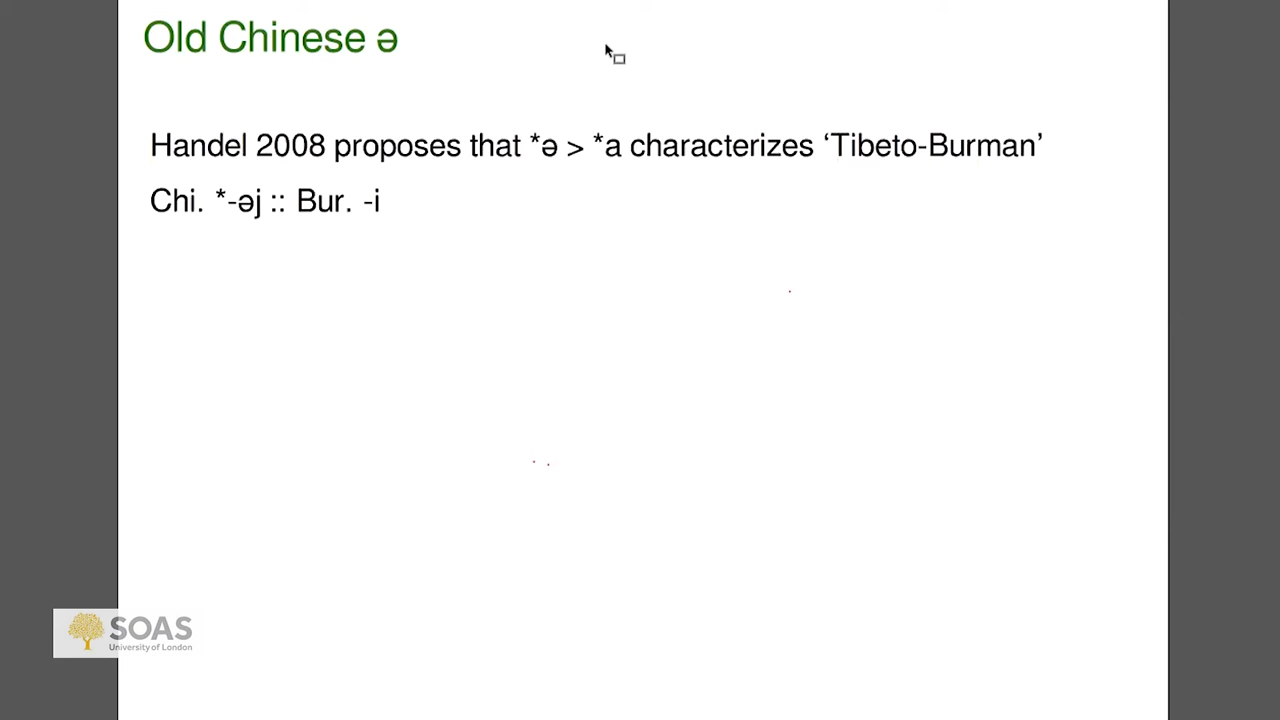 Old Chinese ə
Handel 2008 proposes that *ə > *a characterizes ‘Tibeto-Burman’
Chi. *-əj :: Bur. -i
SOAS
University of London